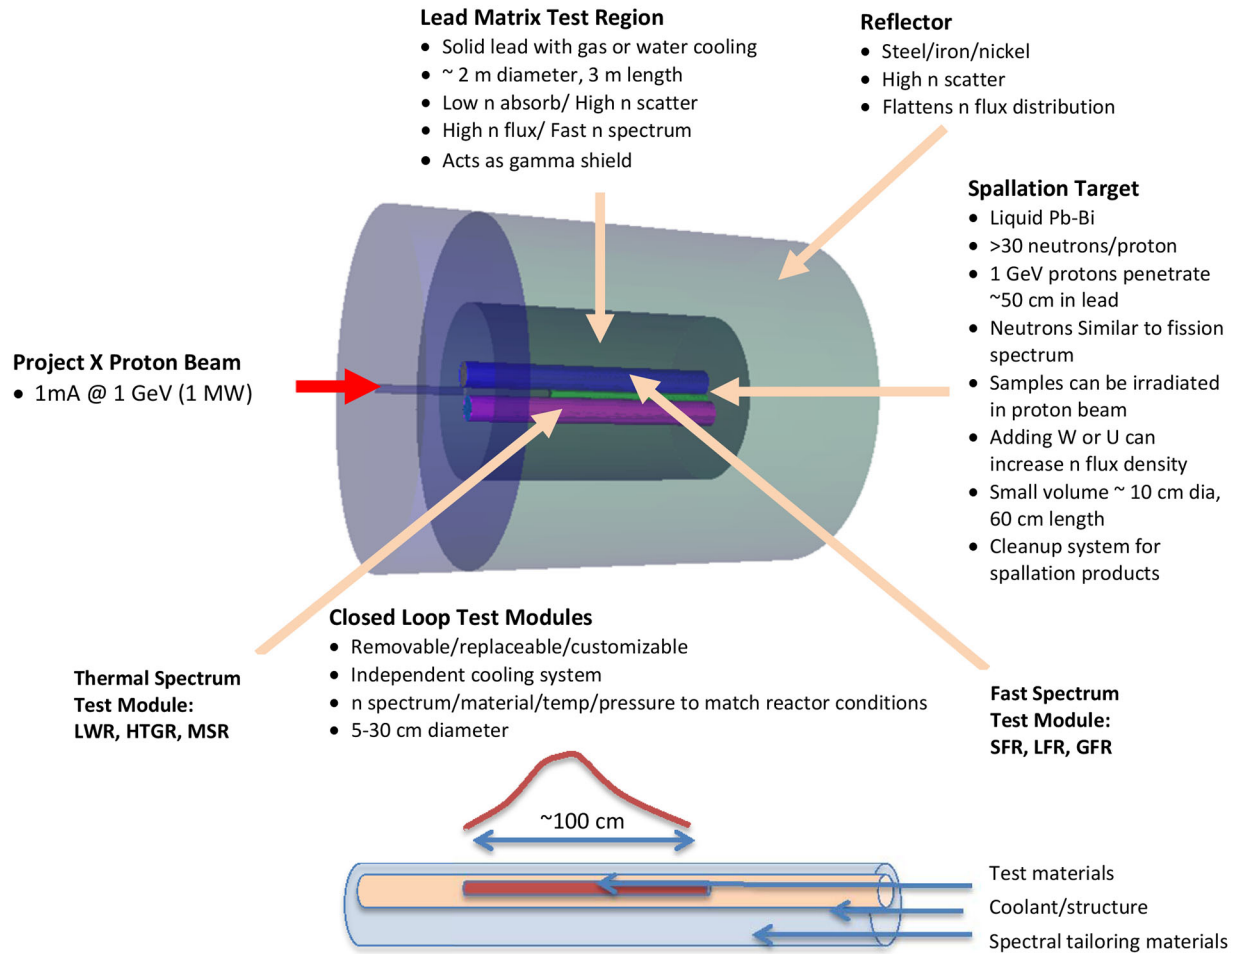 Lead Matrix Test Region
• Solid lead with gas or water cooling
• ~ 2 m diameter, 3 m length
• Low n absorb/ High n scatter
• High n flux/ Fast n spectrum
• Acts as gamma shield
Reflector
• Steel/iron/nickel
• High n scatter
• Flattens n flux distribution
Spallation Target
• Liquid Pb-Bi
• >30 neutrons/proton
• 1 GeV protons penetrate
~50 cm in lead
• Neutrons Similar to fission
spectrum
• Samples can be irradiated
in proton beam
• Adding W or U can
increase n flux density
• Small volume ~ 10 cm dia,
60 cm length
• Cleanup system for
spallation products
Project X Proton Beam
• 1mA @ 1 GeV (1 MW)
Closed Loop Test Modules
• Removable/replaceable/customizable
• Independent cooling system
• n spectrum/material/temp/pressure to match reactor conditions
• 5-30 cm diameter
Thermal Spectrum
Test Module:
LWR, HTGR, MSR
Fast Spectrum
Test Module:
SFR, LFR, GFR
~100 cm
Test materials
Coolant/structure
Spectral tailoring materials